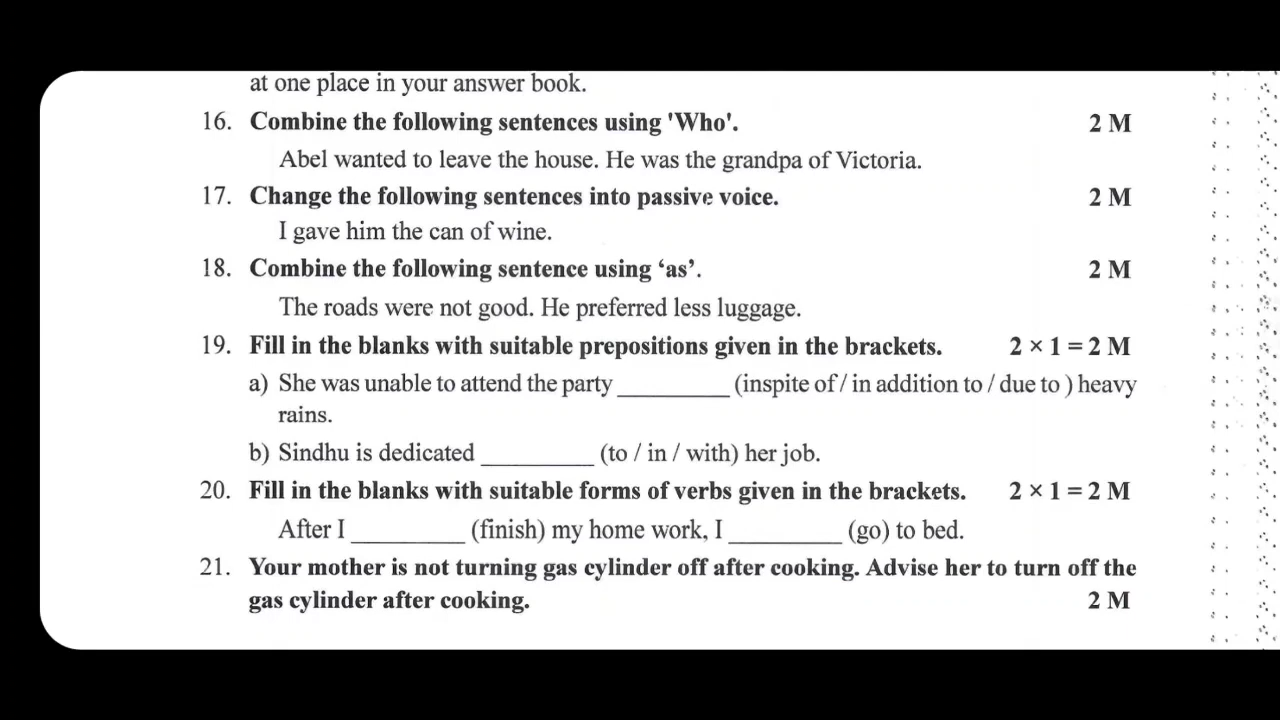 at one place in your answer book.
16. Combine the following sentences using 'Who'. 2 M
Abel wanted to leave the house. He was the grandpa of Victoria.
17. Change the following sentences into passive voice. 2 M
I gave him the can of wine.
18. Combine the following sentence using ‘as’. 2 M
The roads were not good. He preferred less luggage.
19. Fill in the blanks with suitable prepositions given in the brackets. 2 × 1 = 2 M
a) She was unable to attend the party ________ (inspite of / in addition to / due to ) heavy
rains.
b) Sindhu is dedicated ________ (to / in / with) her job.
20. Fill in the blanks with suitable forms of verbs given in the brackets. 2 × 1 = 2 M
After I ________ (finish) my home work, I ________ (go) to bed.
21. Your mother is not turning gas cylinder off after cooking. Advise her to turn off the
gas cylinder after cooking. 2 M